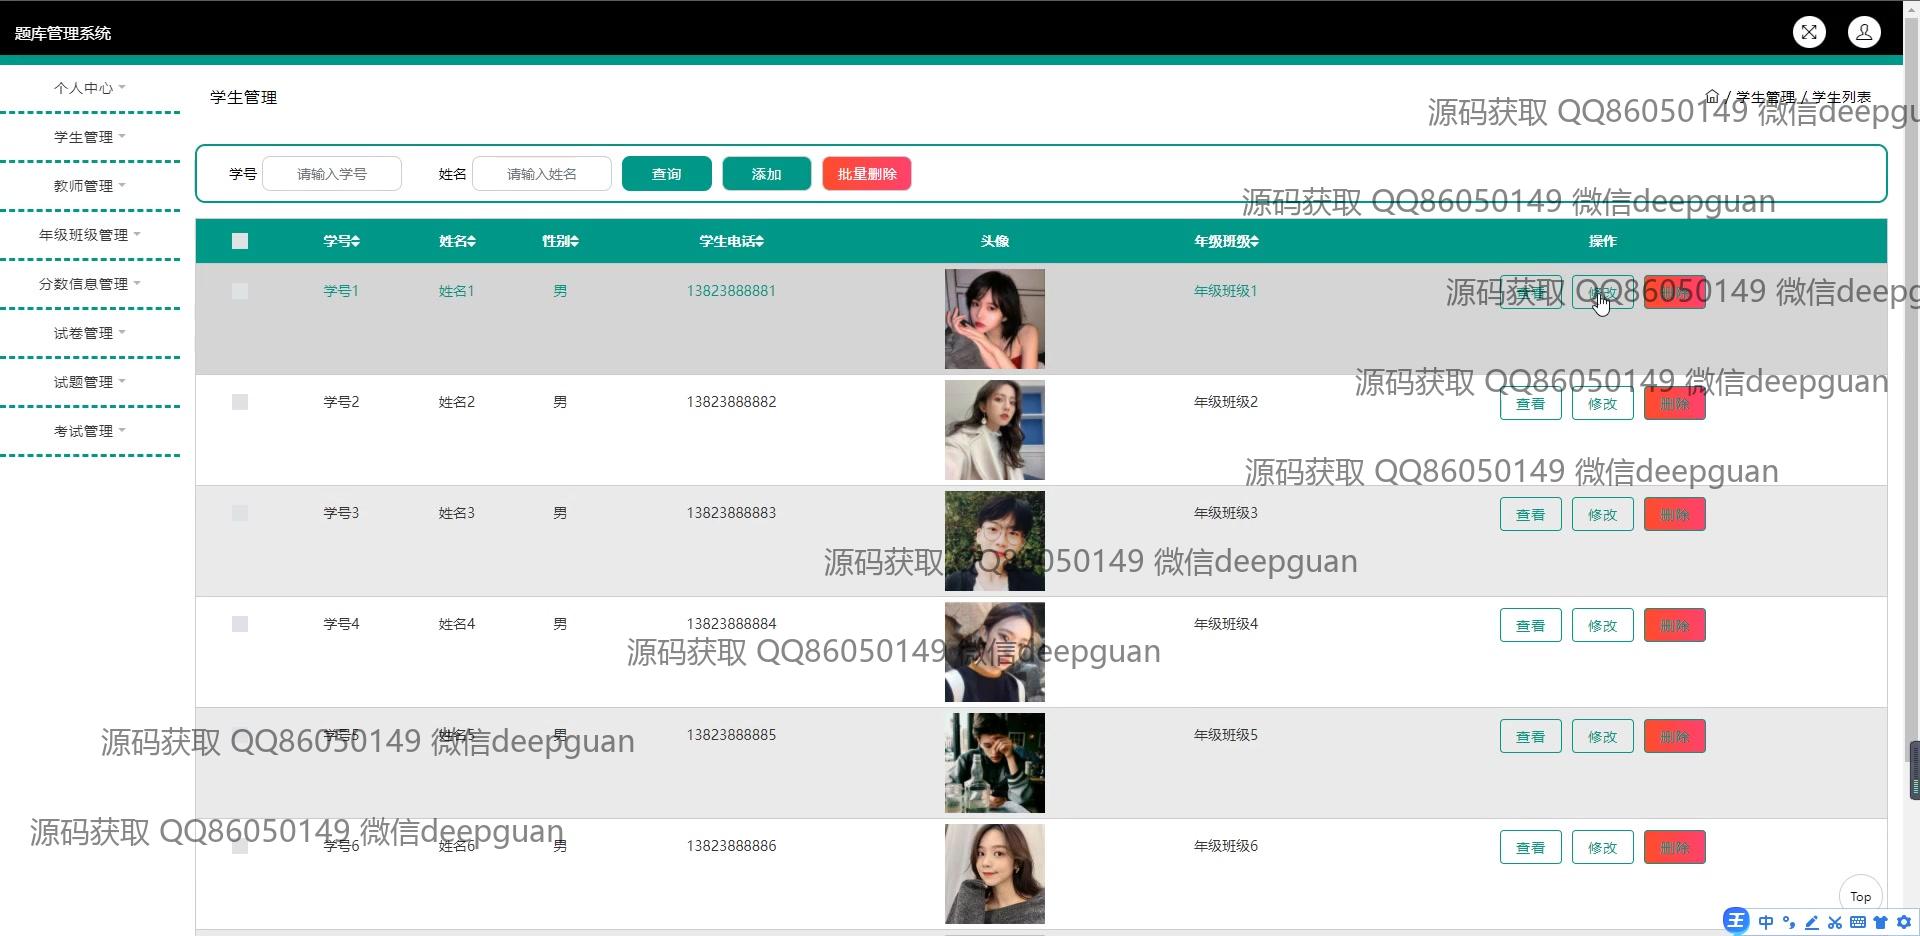 题库管理系统
个人中心
学生管理
教师管理
年级班级管理
分数信息管理
试卷管理
试题管理
考试管理
学生管理
/ 学生管理 / 学生列表
源码获取 QQ86050149 微信deepgu
学号 请输入学号 姓名 请输入姓名 查询 添加 批量删除
源码获取 QQ86050149 微信deepguan
学号 姓名 性别 学生电话 头像 年级班级 操作
学号1 姓名1 男 13823888881 年级班级1 查看 修改 删除
源码获取 QQ86050149 微信deepg
源码获取 QQ86050149 微信deepguan
学号2 姓名2 男 13823888882 年级班级2 查看 修改 删除
源码获取 QQ86050149 微信deepguan
学号3 姓名3 男 13823888883 年级班级3 查看 修改 删除
源码获取 QQ86050149 微信deepguan
学号4 姓名4 男 13823888884 年级班级4 查看 修改 删除
源码获取 QQ86050149 微信deepguan
学号5 姓名5 男 13823888885 年级班级5 查看 修改 删除
源码获取 QQ86050149 微信deepguan
源码获取 QQ86050149 微信deepguan
学号6 姓名6 男 13823888886 年级班级6 查看 修改 删除
Top
王 中